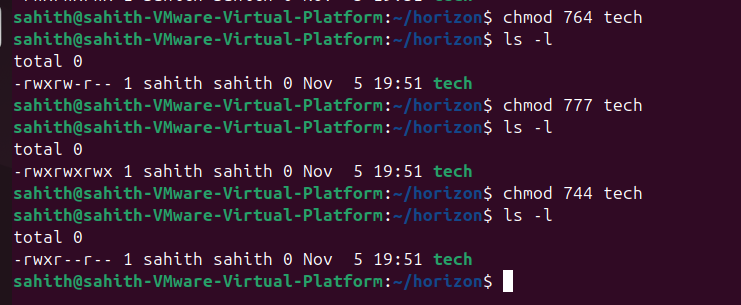 sahith@sahith-VMware-Virtual-Platform:~/horizon$ chmod 764 tech
sahith@sahith-VMware-Virtual-Platform:~/horizon$ ls -l
total 0
-rwxrw-r-- 1 sahith sahith 0 Nov  5 19:51 tech
sahith@sahith-VMware-Virtual-Platform:~/horizon$ chmod 777 tech
sahith@sahith-VMware-Virtual-Platform:~/horizon$ ls -l
total 0
-rwxrwxrwx 1 sahith sahith 0 Nov  5 19:51 tech
sahith@sahith-VMware-Virtual-Platform:~/horizon$ chmod 744 tech
sahith@sahith-VMware-Virtual-Platform:~/horizon$ ls -l
total 0
-rwxr--r-- 1 sahith sahith 0 Nov  5 19:51 tech
sahith@sahith-VMware-Virtual-Platform:~/horizon$